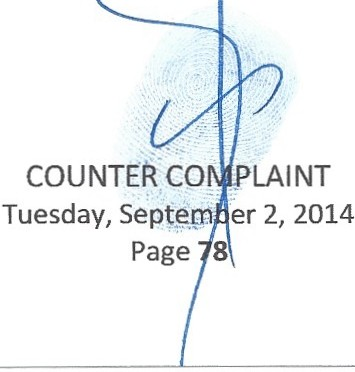 COUNTER COMPLAINT
Tuesday, September 2, 2014
Page 78